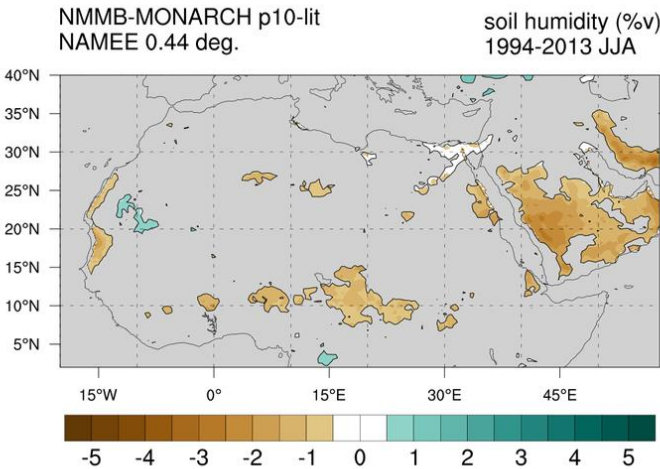 NMMB-MONARCH p10-lit
NAMEE 0.44 deg.
soil humidity (%v)
1994-2013 JJA
40°N
35°N
30°N
25°N
20°N
15°N
10°N
5°N
15°W 0° 15°E 30°E 45°E
-5 -4 -3 -2 -1 0 1 2 3 4 5